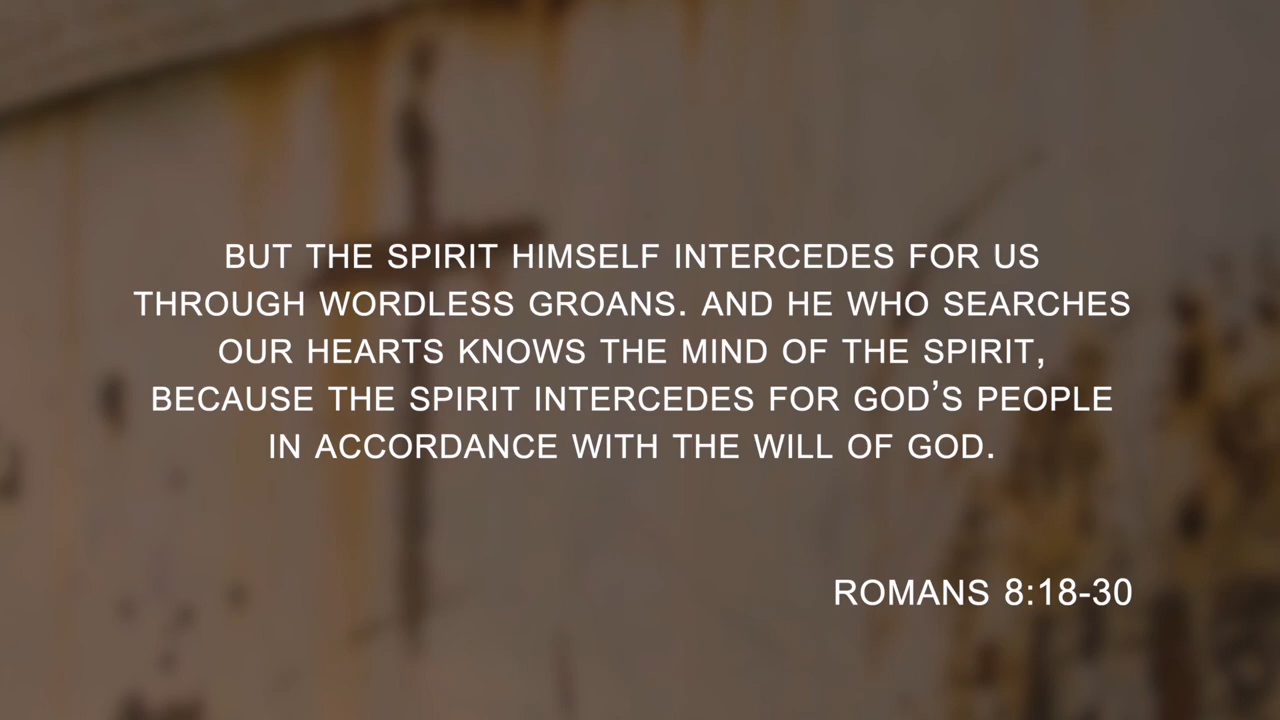 BUT THE SPIRIT HIMSELF INTERCEDES FOR US
THROUGH WORDLESS GROANS. AND HE WHO SEARCHES
OUR HEARTS KNOWS THE MIND OF THE SPIRIT,
BECAUSE THE SPIRIT INTERCEDES FOR GOD’S PEOPLE
IN ACCORDANCE WITH THE WILL OF GOD.
ROMANS 8:18-30